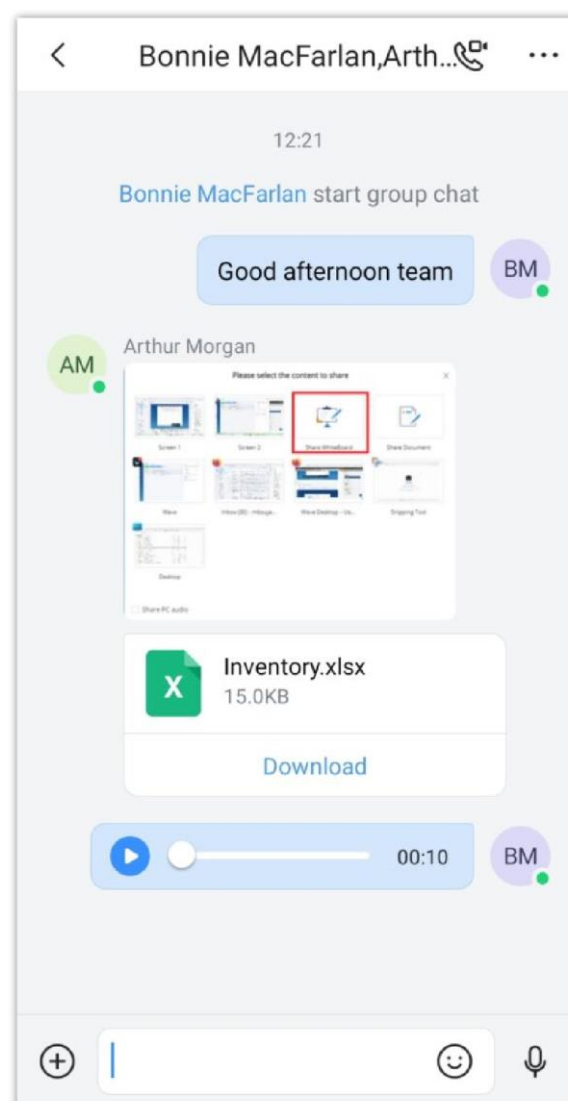 Bonnie MacFarlan,Arth...
12:21
Bonnie MacFarlan start group chat
Good afternoon team
BM
Arthur Morgan
AM
Please select the content to share
Screen 1
Screen 2
Share WhiteBoard
Share Document
Wave
Wave Desktop
Snipping Tool
Desktop
Share PC audio
X
Inventory.xlsx
15.0KB
Download
00:10
BM